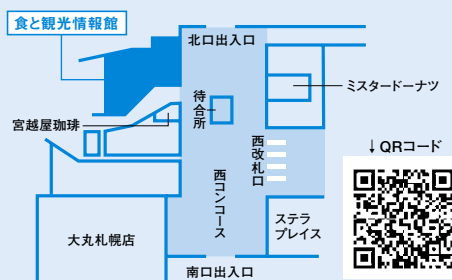 食と観光情報館
北口出入口
ミスタードーナツ
待合所
宮越屋珈琲
西改札口
↓QRコード
西コンコース
大丸札幌店
ステラ
プレイス
南口出入口